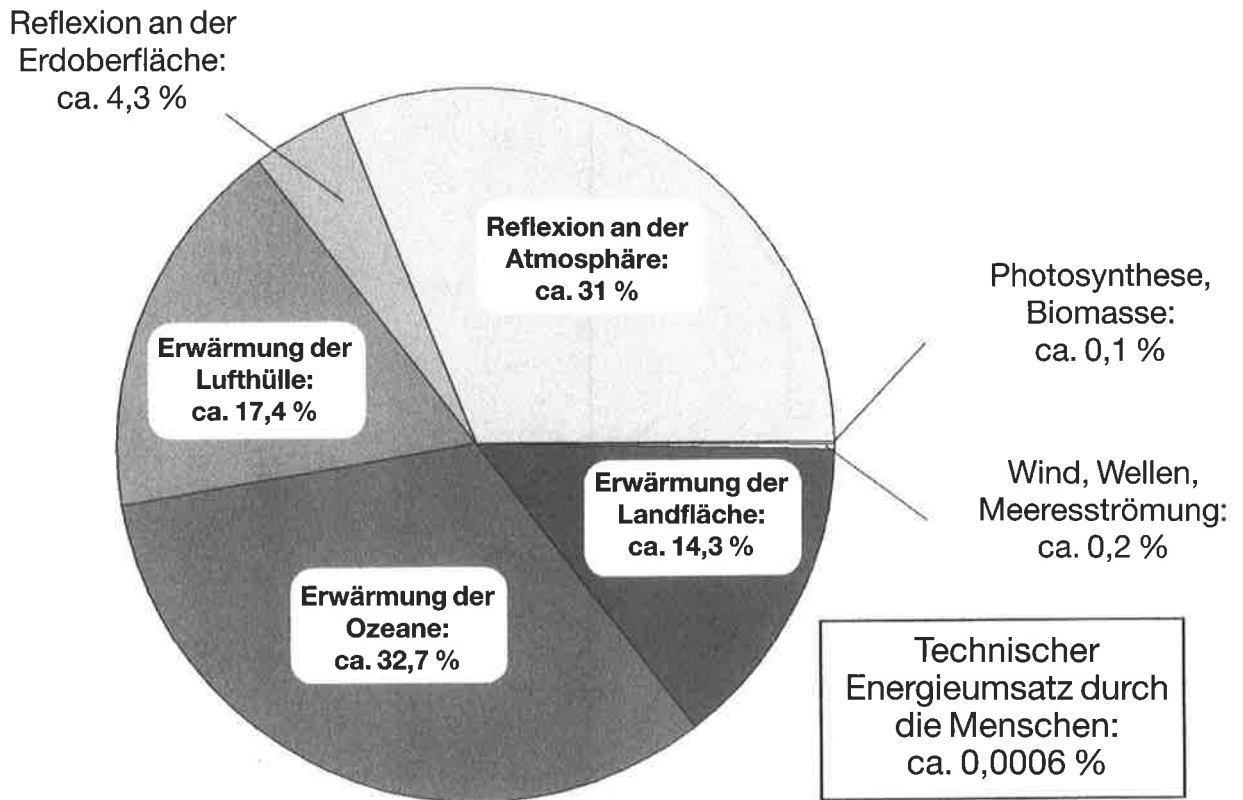 Reflexion an der
Erdoberfläche:
ca. 4,3 %
Reflexion an der
Atmosphäre:
ca. 31 %
Photosynthese,
Biomasse:
ca. 0,1 %
Erwärmung der
Lufthülle:
ca. 17,4 %
Erwärmung der
Landfläche:
ca. 14,3 %
Wind, Wellen,
Meeresströmung:
ca. 0,2 %
Erwärmung der
Ozeane:
ca. 32,7 %
Technischer
Energieumsatz durch
die Menschen:
ca. 0,0006 %